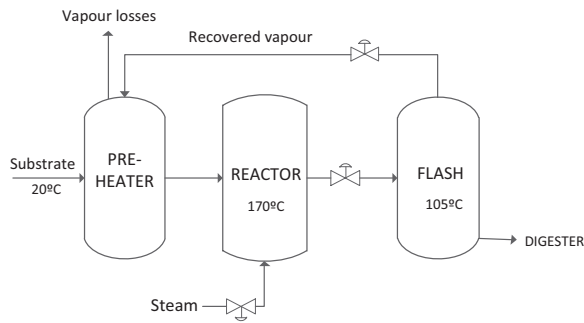 Vapour losses
Recovered vapour
Substrate
20ºC
PRE-
HEATER
REACTOR
170ºC
FLASH
105ºC
DIGESTER
Steam